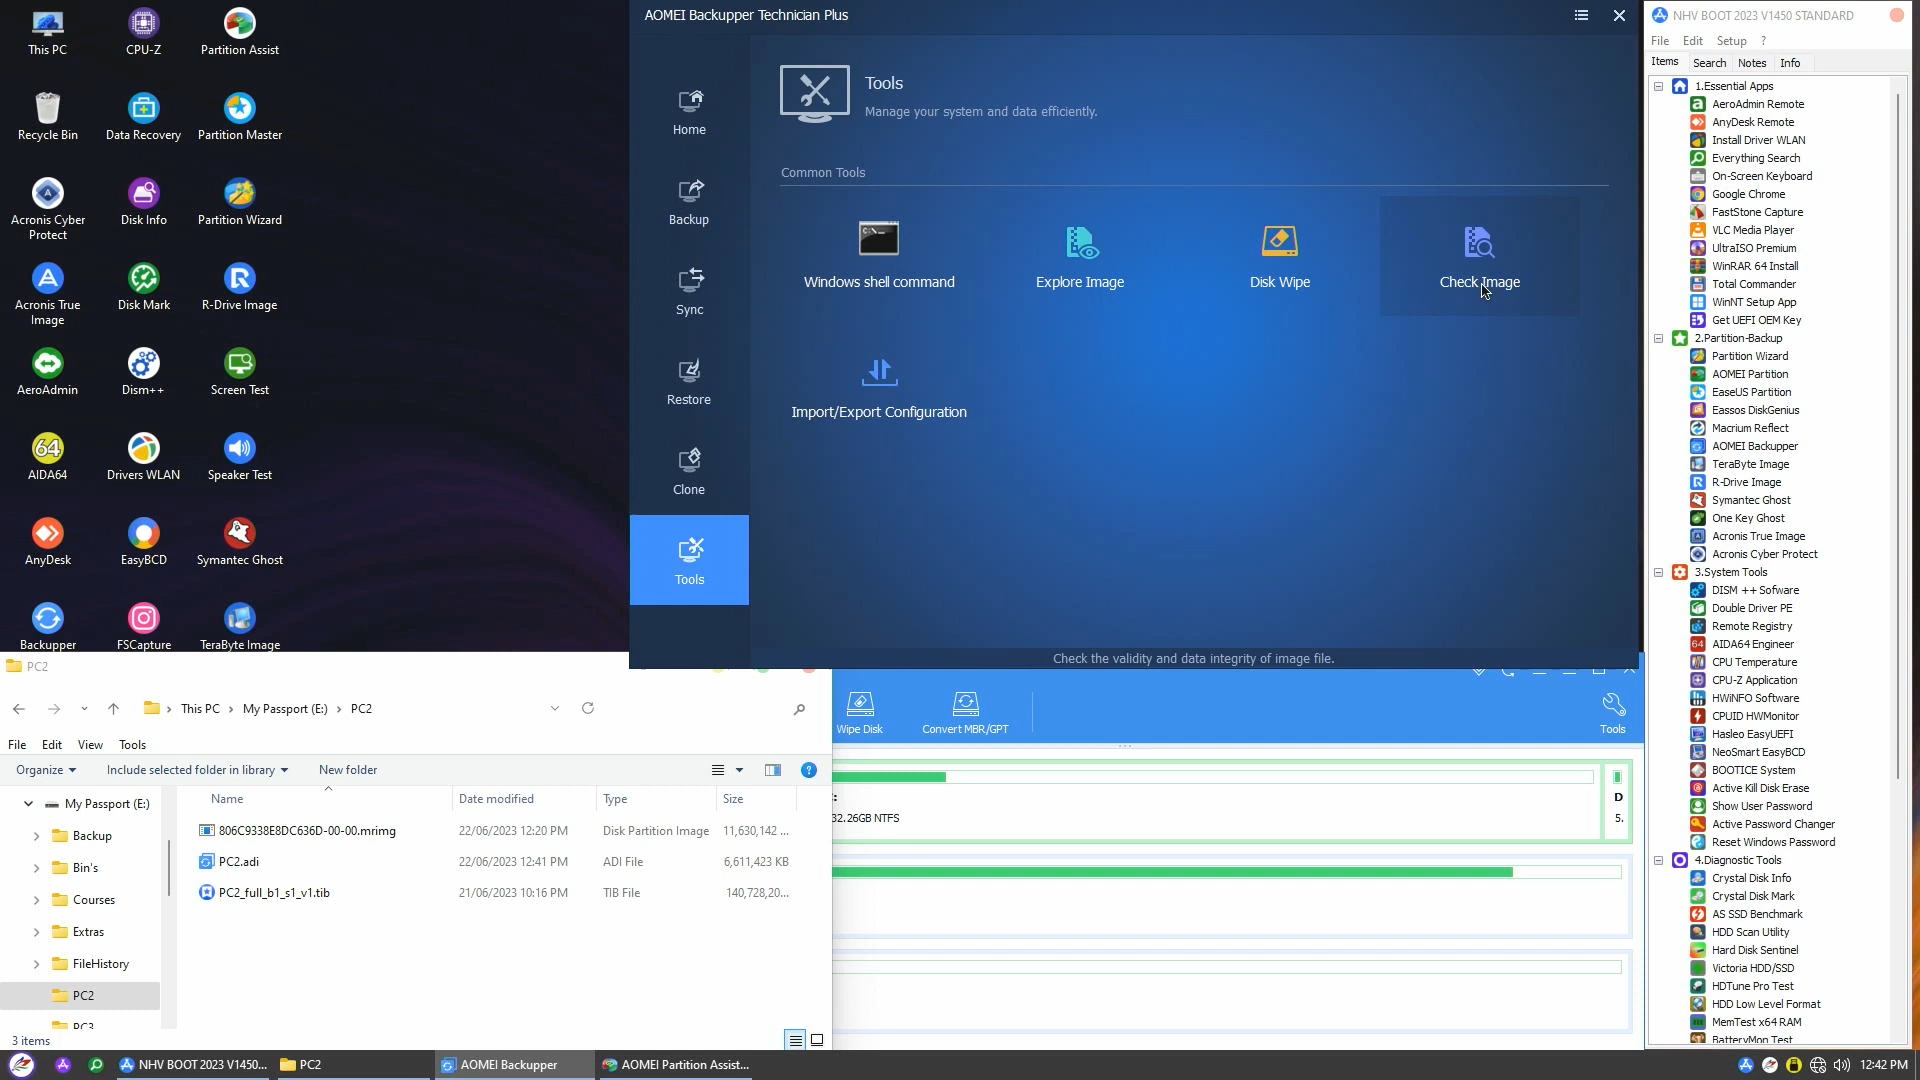 This PC
CPU-Z
Partition Assist
Recycle Bin
Data Recovery
Partition Master
Acronis Cyber
Protect
Disk Info
Partition Wizard
Acronis True
Image
Disk Mark
R-Drive Image
AeroAdmin
Dism++
Screen Test
64
AIDA64
Drivers WLAN
Speaker Test
AnyDesk
EasyBCD
Symantec Ghost
Backupper
FSCapture
TeraByte Image
AOMEI Backupper Technician Plus
Home
Backup
Sync
Restore
Clone
Tools
Tools
Manage your system and data efficiently.
Common Tools
Windows shell command
Explore Image
Disk Wipe
Check Image
Import/Export Configuration
Check the validity and data integrity of image file.
PC2
This PC
My Passport (E:)
PC2
File
Edit
View
Tools
Organize
Include selected folder in library
New folder
My Passport (E:)
Backup
Bin's
Courses
Extras
FileHistory
PC2
PC3
Name
Date modified
Type
Size
806C9338E8DC636D-00-00.mrimg
22/06/2023 12:20 PM
Disk Partition Image
11,630,142 ...
PC2.adi
22/06/2023 12:41 PM
ADI File
6,611,423 KB
PC2_full_b1_s1_v1.tib
21/06/2023 10:16 PM
TIB File
140,728,20...
3 items
Wipe Disk
Convert MBR/GPT
Tools
:
32.26GB NTFS
D
5.
NHV BOOT 2023 V1450 STANDARD
File
Edit
Setup
?
Items
Search
Notes
Info
1.Essential Apps
AeroAdmin Remote
AnyDesk Remote
Install Driver WLAN
Everything Search
On-Screen Keyboard
Google Chrome
FastStone Capture
VLC Media Player
UltraISO Premium
WinRAR 64 Install
Total Commander
WinNT Setup App
Get UEFI OEM Key
2.Partition-Backup
Partition Wizard
AOMEI Partition
EaseUS Partition
Eassos DiskGenius
Macrium Reflect
AOMEI Backupper
TeraByte Image
R-Drive Image
Symantec Ghost
One Key Ghost
Acronis True Image
Acronis Cyber Protect
3.System Tools
DISM ++ Sofware
Double Driver PE
Remote Registry
AIDA64 Engineer
CPU Temperature
CPU-Z Application
HWiNFO Software
CPUID HWMonitor
Hasleo EasyUEFI
NeoSmart EasyBCD
BOOTICE System
Active Kill Disk Erase
Show User Password
Active Password Changer
Reset Windows Password
4.Diagnostic Tools
Crystal Disk Info
Crystal Disk Mark
AS SSD Benchmark
HDD Scan Utility
Hard Disk Sentinel
Victoria HDD/SSD
HDTune Pro Test
HDD Low Level Format
MemTest x64 RAM
BatteryMon Test
NHV BOOT 2023 V1450...
PC2
AOMEI Backupper
AOMEI Partition Assist...
12:42 PM